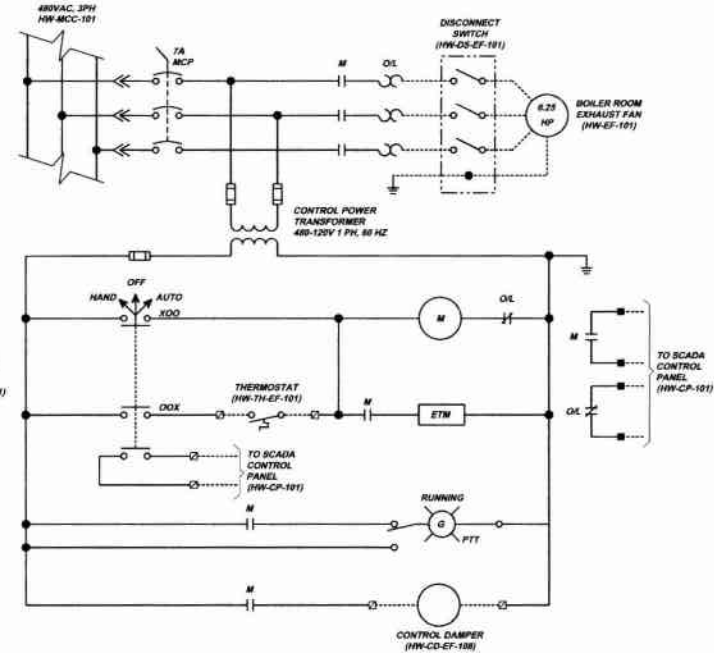 480VAC, 3PH
HW-MCC-101
7A
MCP
M
O/L
DISCONNECT
SWITCH
(HW-DS-EF-101)
6.25
HP
BOILER ROOM
EXHAUST FAN
(HW-EF-101)
CONTROL POWER
TRANSFORMER
480-120V 1 PH, 60 HZ
OFF
HAND
AUTO
XOO
M
O/L
M
O/L
TO SCADA
CONTROL
PANEL
(HW-CP-101)
1)
OOX
THERMOSTAT
(HW-TH-EF-101)
M
ETM
TO SCADA
CONTROL
PANEL
(HW-CP-101)
M
RUNNING
G
PTT
M
CONTROL DAMPER
(HW-CD-EF-108)